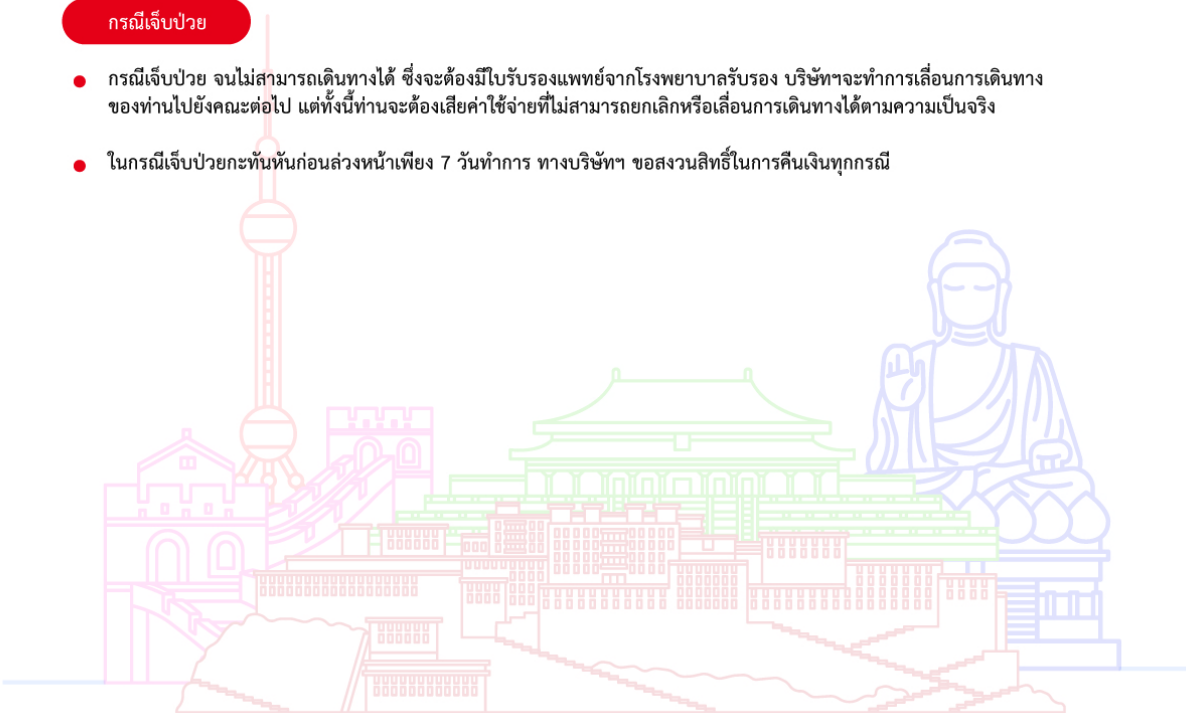 กรณีเจ็บป่วย
กรณีเจ็บป่วย จนไม่สามารถเดินทางได้ ซึ่งจะต้องมีใบรับรองแพทย์จากโรงพยาบาลรับรอง บริษัทฯจะทำการเลื่อนการเดินทาง
ของท่านไปยังคณะต่อไป แต่ทั้งนี้ท่านจะต้องเสียค่าใช้จ่ายที่ไม่สามารถยกเลิกหรือเลื่อนการเดินทางได้ตามความเป็นจริง
ในกรณีเจ็บป่วยกะทันหันก่อนล่วงหน้าเพียง 7 วันทำการ ทางบริษัทฯ ขอสงวนสิทธิ์ในการคืนเงินทุกกรณี